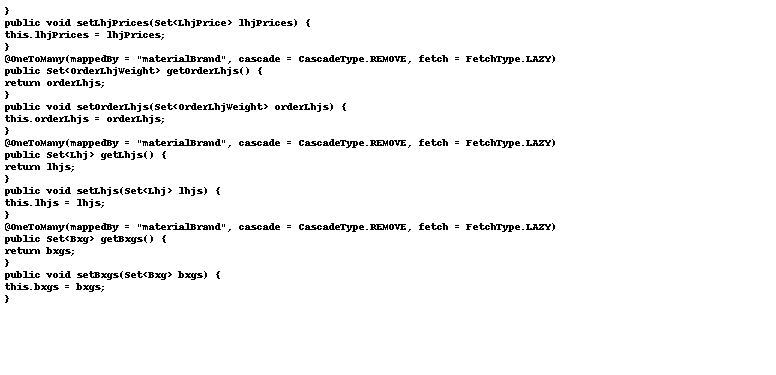 }
public void setLhjPrices(Set<LhjPrice> lhjPrices) {
this.lhjPrices = lhjPrices;
}
@OneToMany(mappedBy = "materialBrand", cascade = CascadeType.REMOVE, fetch = FetchType.LAZY)
public Set<OrderLhjWeight> getOrderLhjs() {
return orderLhjs;
}
public void setOrderLhjs(Set<OrderLhjWeight> orderLhjs) {
this.orderLhjs = orderLhjs;
}
@OneToMany(mappedBy = "materialBrand", cascade = CascadeType.REMOVE, fetch = FetchType.LAZY)
public Set<Lhj> getLhjs() {
return lhjs;
}
public void setLhjs(Set<Lhj> lhjs) {
this.lhjs = lhjs;
}
@OneToMany(mappedBy = "materialBrand", cascade = CascadeType.REMOVE, fetch = FetchType.LAZY)
public Set<Bxg> getBxgs() {
return bxgs;
}
public void setBxgs(Set<Bxg> bxgs) {
this.bxgs = bxgs;
}